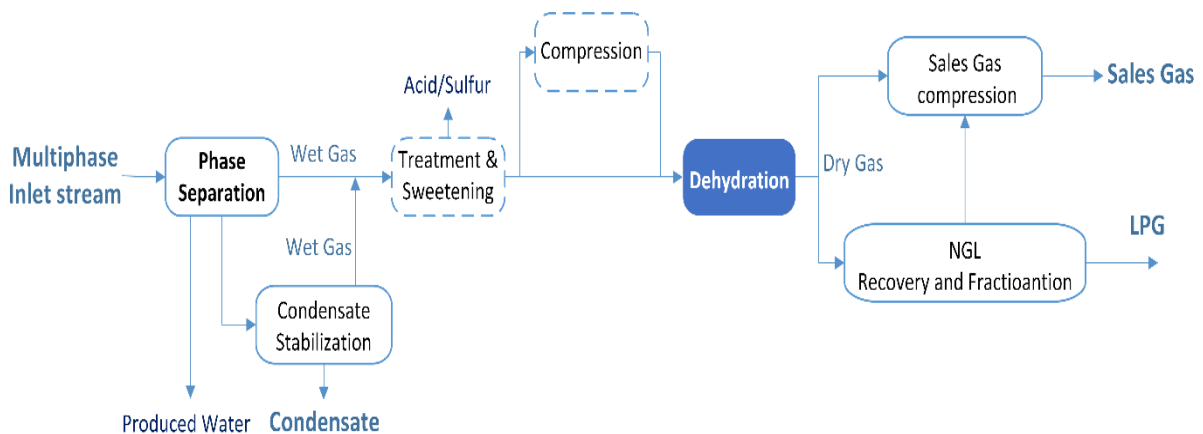 Compression
Sales Gas
compression
Sales Gas
Acid/Sulfur
Multiphase
Inlet stream
Phase
Separation
Wet Gas
Treatment &
Sweetening
Dehydration
Dry Gas
Wet Gas
NGL
Recovery and Fractioantion
LPG
Condensate
Stabilization
Produced Water
Condensate